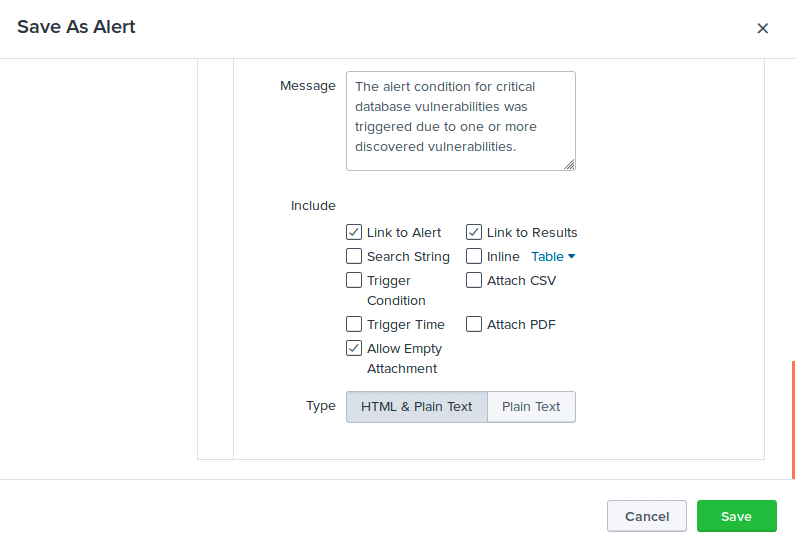 Save As Alert
Message
The alert condition for critical
database vulnerabilities was
triggered due to one or more
discovered vulnerabilities.
Include
Link to Alert
Link to Results
Search String
Inline Table
Trigger
Condition
Attach CSV
Trigger Time
Attach PDF
Allow Empty
Attachment
Type
HTML & Plain Text
Plain Text
Cancel
Save